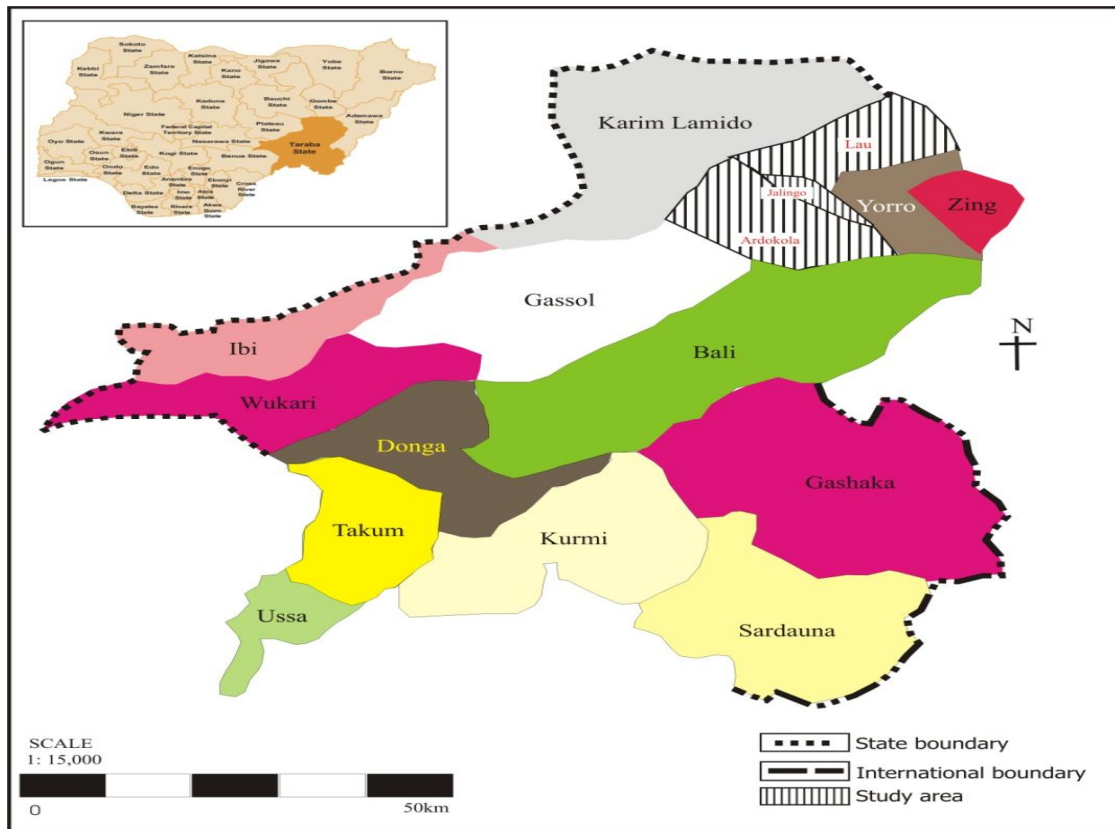 Sokoto
State
Katsina
State
Jigawa
State
Yobe
State
Borno
State
Kebbi
State
Zamfara
State
Kano
State
Kaduna
State
Bauchi
State
Gombe
State
Adamawa
State
Niger State
Plateau
State
Federal Capital
Territory State
Kwara
State
Nasarawa State
Taraba
State
Oyo State
Ekiti
State
Kogi State
Benue State
Osun
State
Ogun
State
Ondo
State
Edo
State
Enugu
State
Ebonyi
State
Cross
River
State
Anambra
State
Lagos State
Delta State
Imo
State
Abia
State
Akwa
Ibom
State
Bayelsa
State
Rivers
State
Karim Lamido
Lau
Jalingo
Yorro
Zing
Ardokola
Gassol
N
Ibi
Bali
Wukari
Donga
Gashaka
Takum
Kurmi
Ussa
Sardauna
SCALE
1: 15,000
0
50km
State boundary
International boundary
Study area